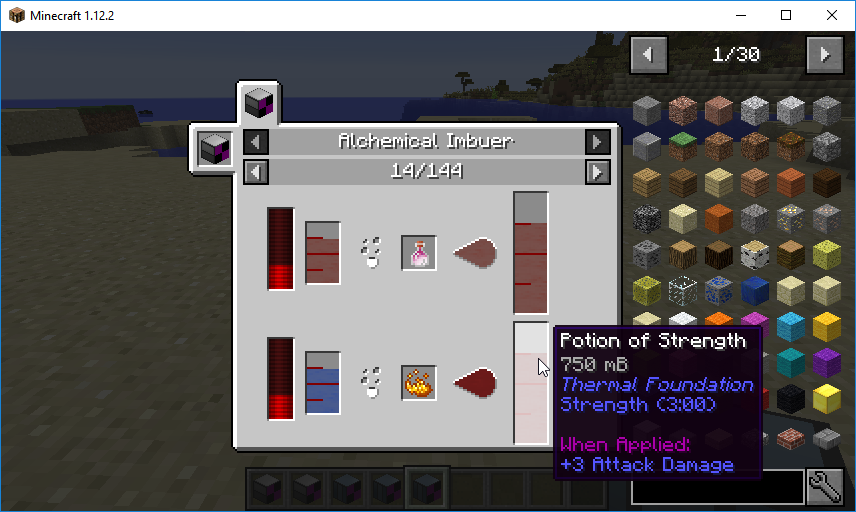 Minecraft 1.12.2
1/30
Alchemical Imbuer
14/144
Potion of Strength
750 mB
Thermal Foundation
Strength (3:00)
When Applied:
+3 Attack Damage